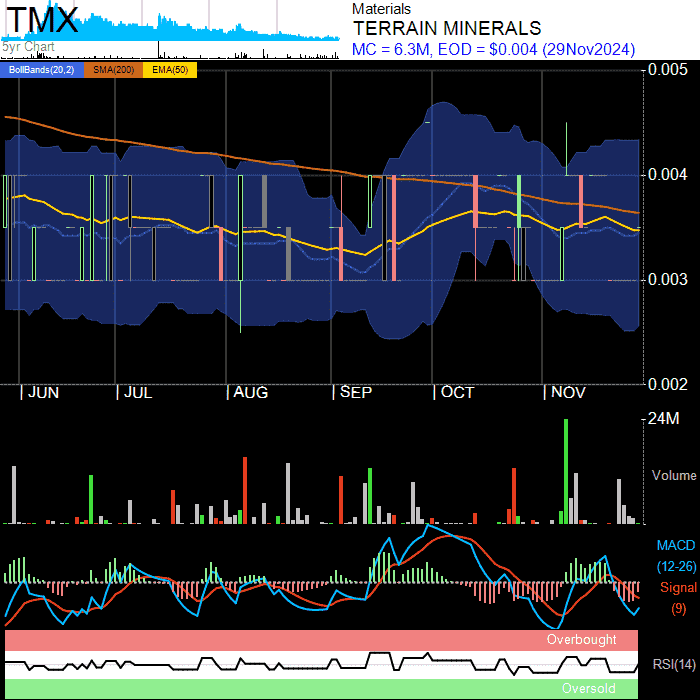 TMX
5yr Chart
Materials
TERRAIN MINERALS
MC = 6.3M, EOD = $0.004 (29Nov2024)
BollBands(20,2) SMA(200) EMA(50)
0.005
0.004
0.003
0.002
JUN JUL AUG SEP OCT NOV
24M
Volume
MACD
(12-26)
Signal
(9)
Overbought
RSI(14)
Oversold